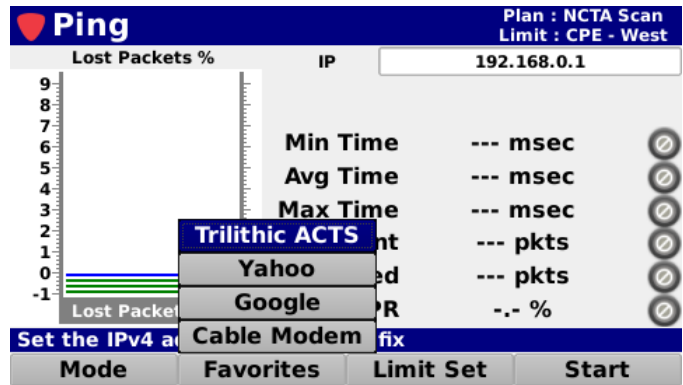 Ping
Plan : NCTA Scan
Limit : CPE - West
Lost Packets %
IP 192.168.0.1
9
8
7
6
5
4
3
2
1
0
-1
Min Time --- msec
Avg Time --- msec
Max Time --- msec
nt --- pkts
ed --- pkts
PR -.- %
Lost Packet
Trilithic ACTS
Yahoo
Google
Cable Modem
Set the IPv4 a fix
Mode Favorites Limit Set Start